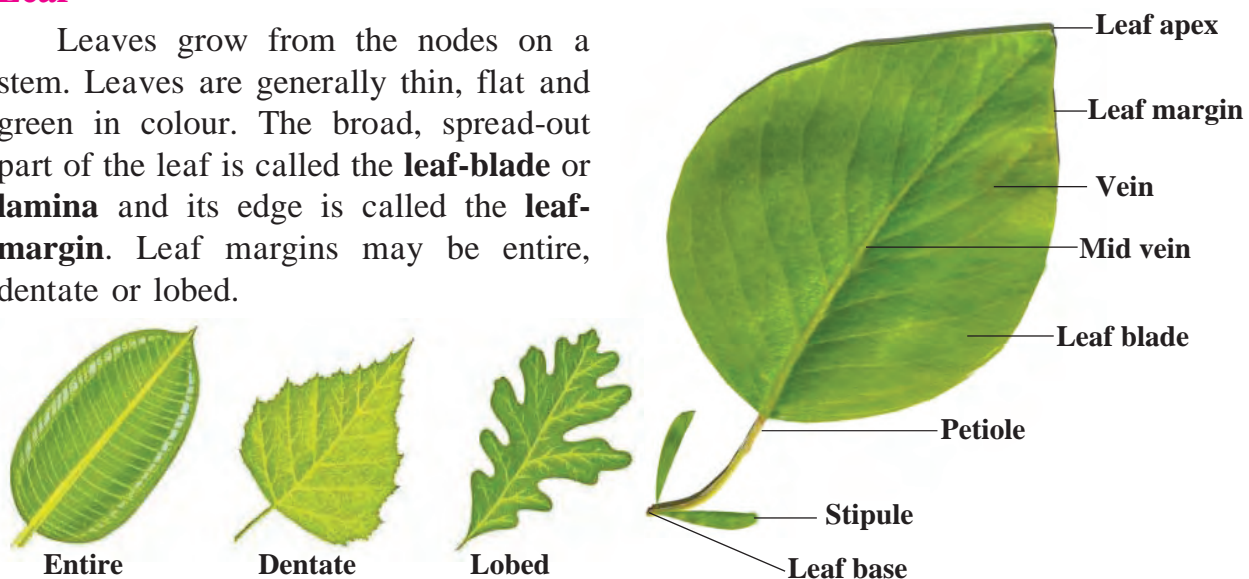 Leaves grow from the nodes on a
stem. Leaves are generally thin, flat and
green in colour. The broad, spread-out
part of the leaf is called the leaf-blade or
lamina and its edge is called the leaf-
margin. Leaf margins may be entire,
dentate or lobed.
Entire
Dentate
Lobed
Leaf apex
Leaf margin
Vein
Mid vein
Leaf blade
Petiole
Stipule
Leaf base